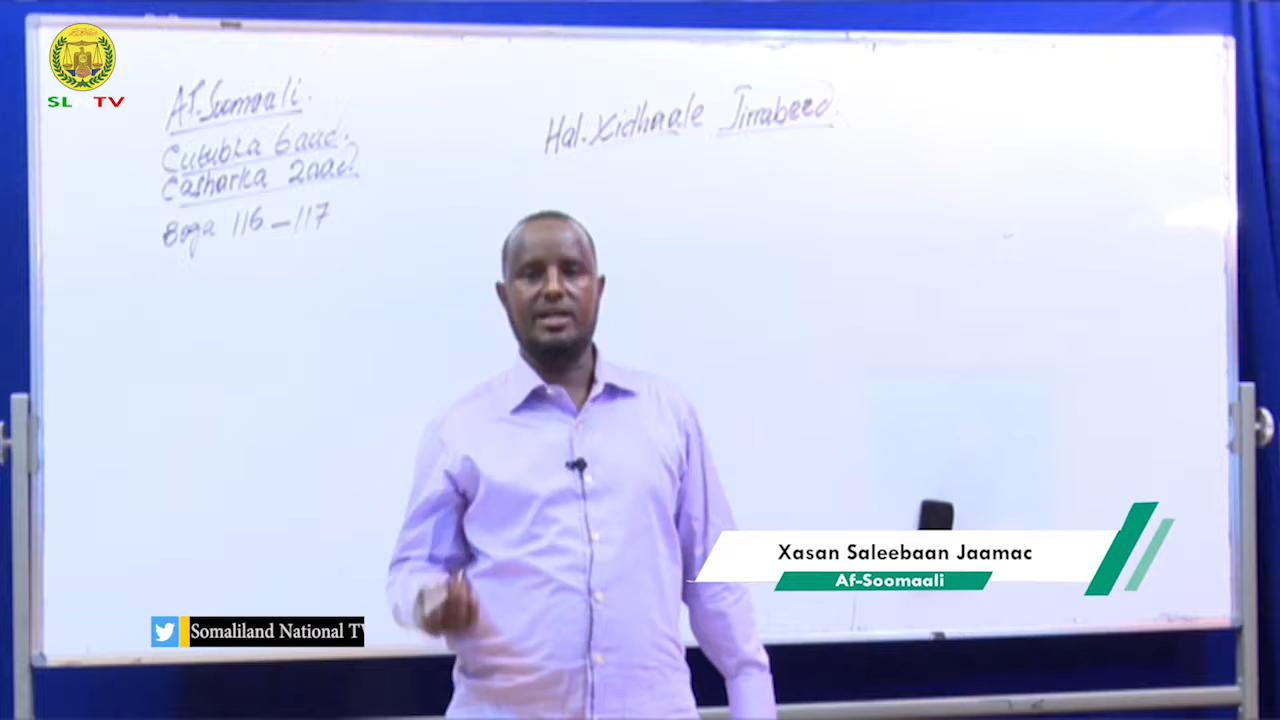 SL TV
Af-Soomaali.
Cutubka 6aad.
Casharka 2aad.
Boga 116-117
Hal-Xidhaale Jirrabeed.
Xasan Saleebaan Jaamac
Af-Soomaali
Somaliland National TV